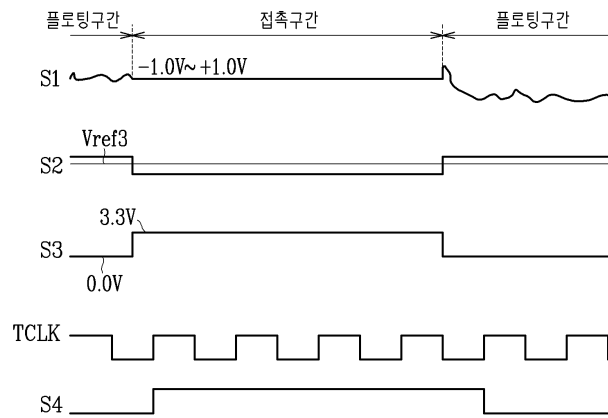 플로팅구간 접촉구간 플로팅구간
S1 -1.0V~+1.0V
Vref3
S2
3.3V
S3
0.0V
TCLK
S4